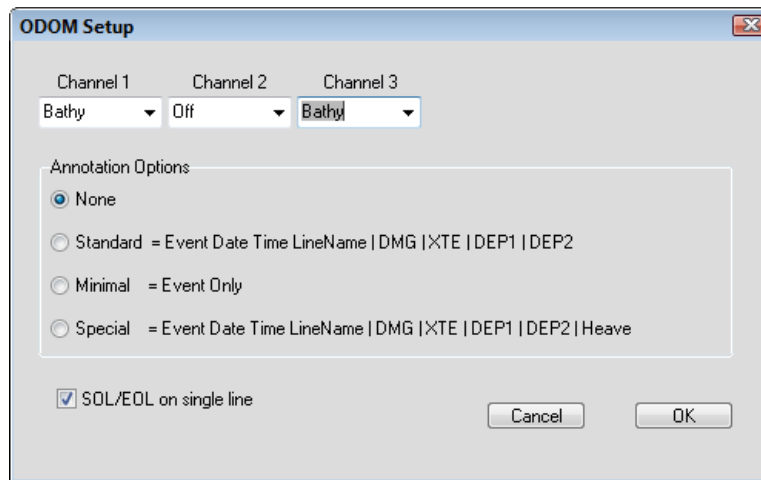 ODOM Setup
Channel 1 Channel 2 Channel 3
Bathy Off Bathy
Annotation Options
None
Standard = Event Date Time LineName | DMG | XTE | DEP1 | DEP2
Minimal = Event Only
Special = Event Date Time LineName | DMG | XTE | DEP1 | DEP2 | Heave
SOL/EOL on single line
Cancel OK